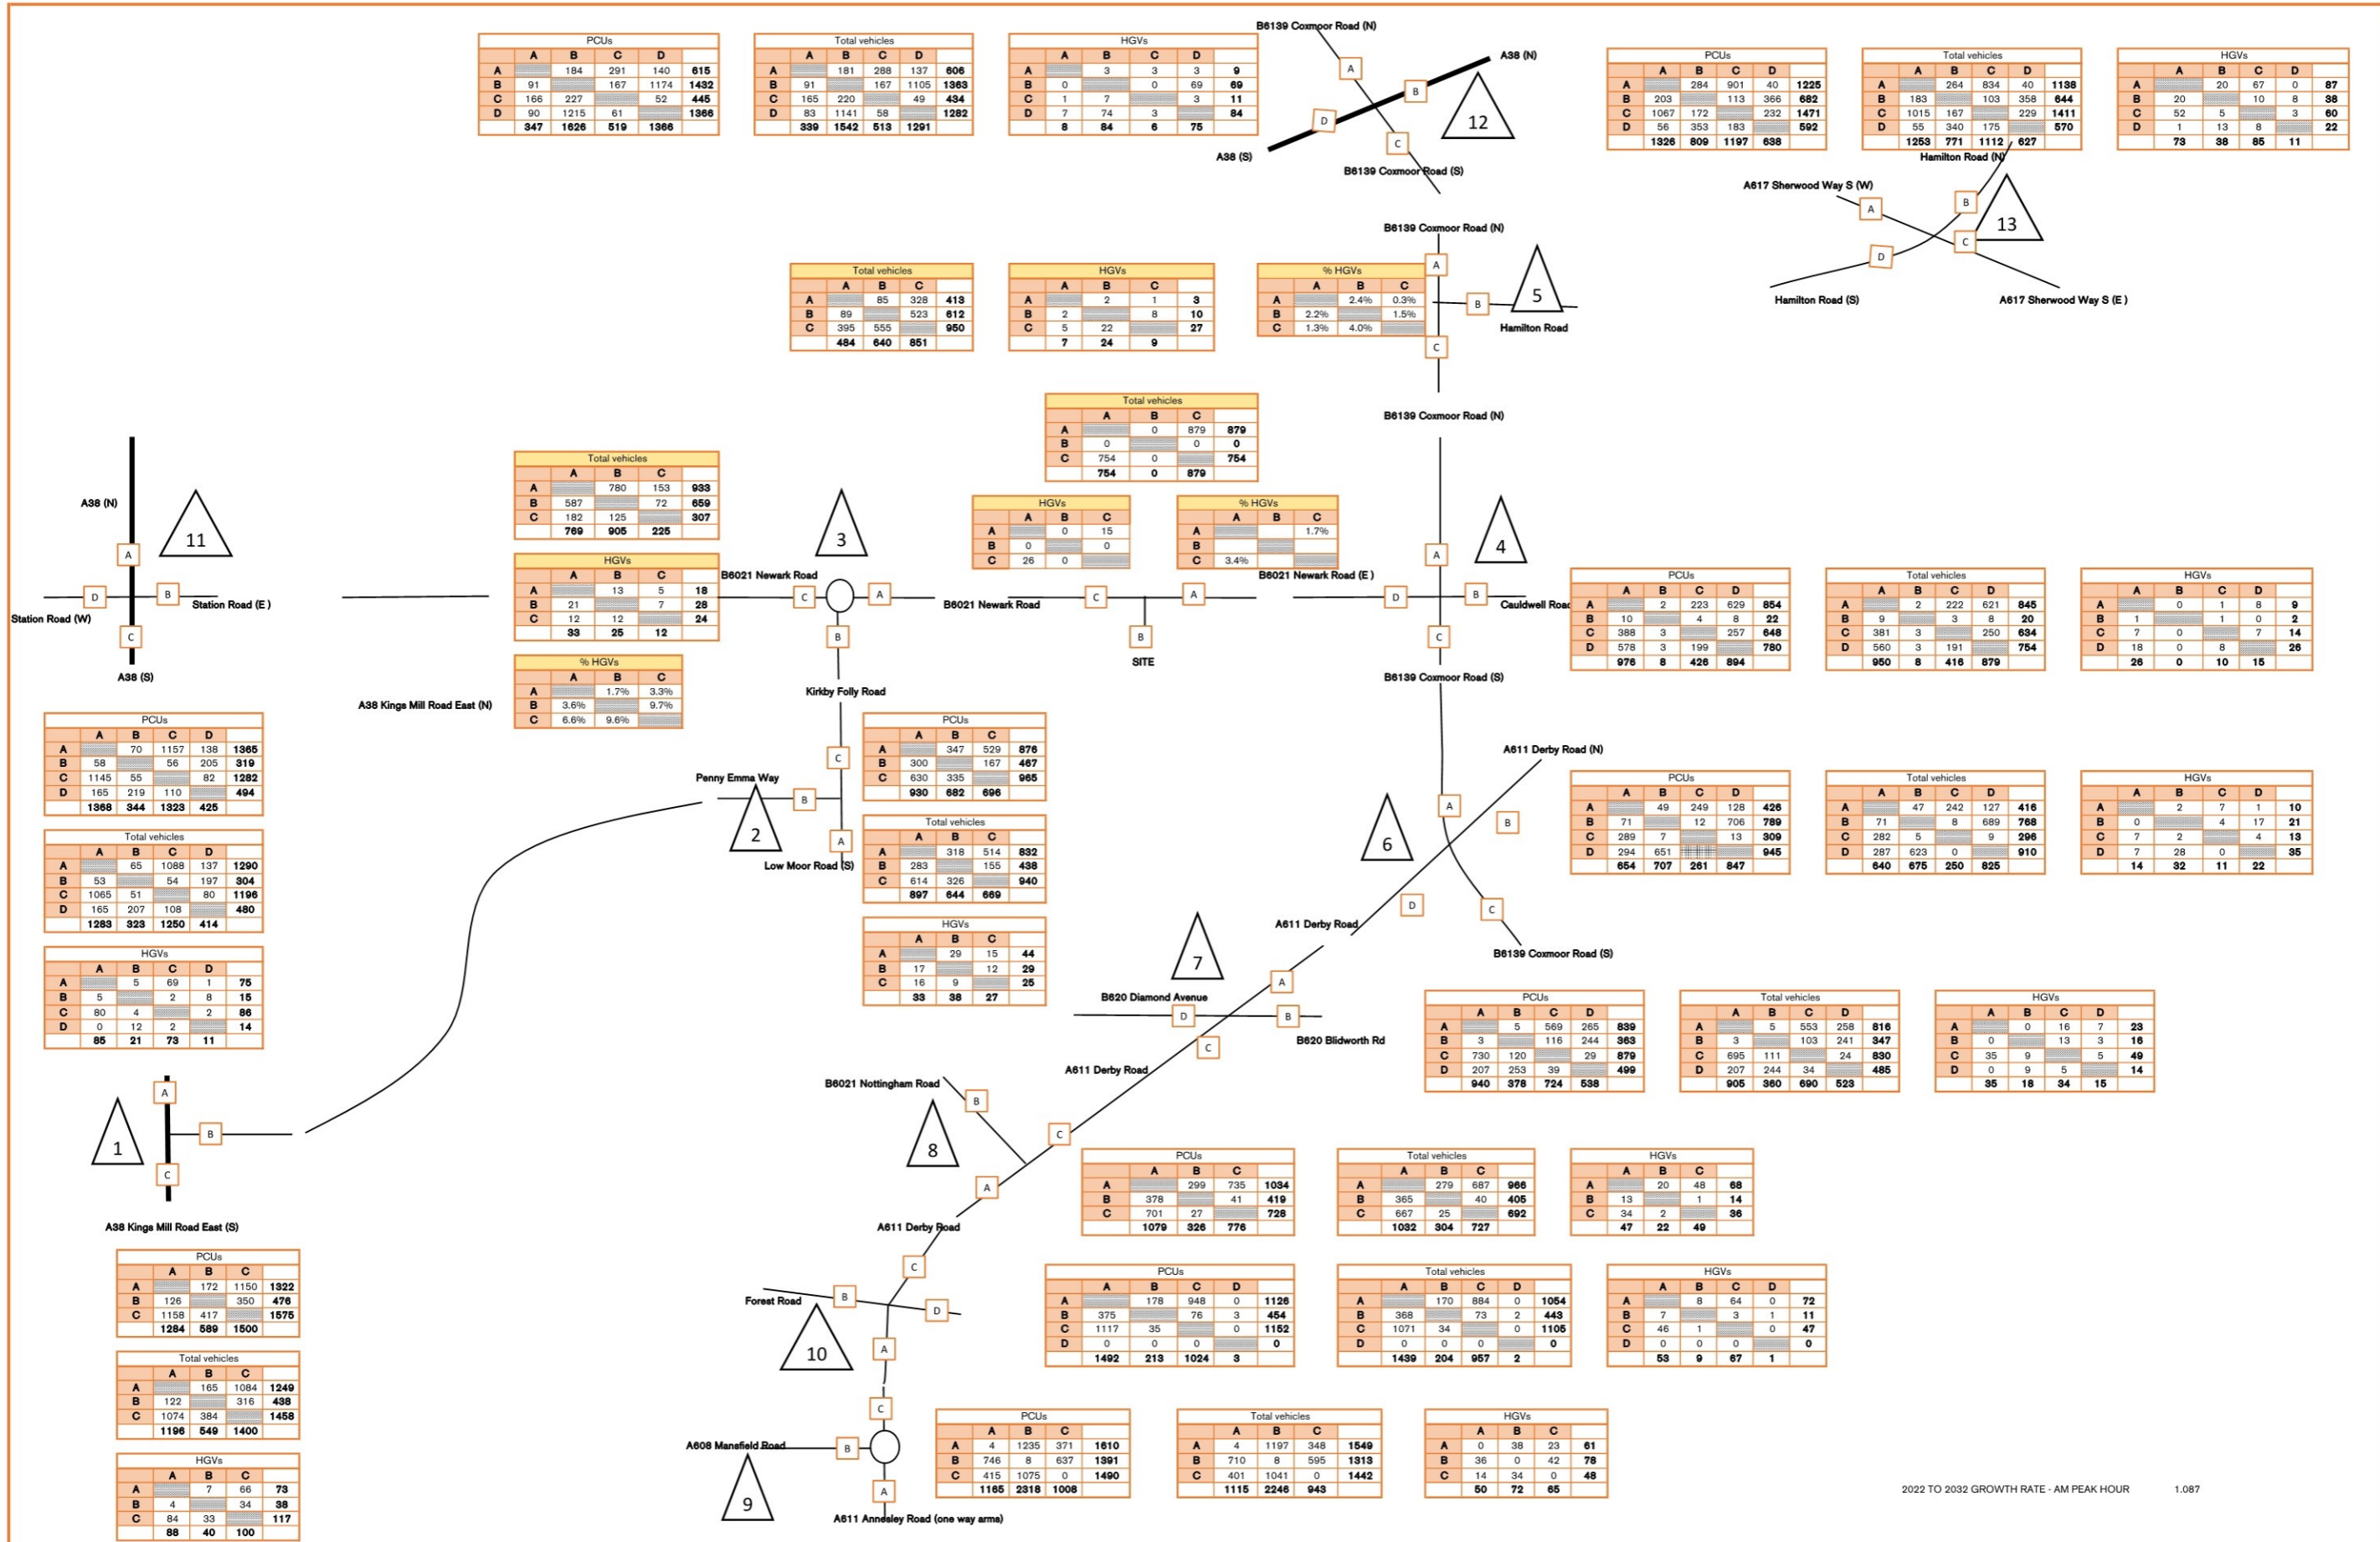 B6139 Coxmoor Road (N)
PCUs
A B C D
A 184 291 140 615
B 91 167 1174 1432
C 166 227 52 445
D 90 1215 61 1366
347 1626 519 1366
Total vehicles
A B C D
A 181 288 137 606
B 91 167 1105 1363
C 165 220 49 434
D 83 1141 58 1282
339 1542 513 1291
HGVs
A B C D
A 3 3 3 9
B 0 0 69 69
C 1 7 3 11
D 7 74 3 84
8 84 6 75
A
B
C
D
A38 (N)
12
A38 (S)
B6139 Coxmoor Road (S)
PCUs
A B C D
A 284 901 40 1225
B 203 113 366 682
C 1067 172 232 1471
D 56 353 183 592
1326 809 1197 638
Total vehicles
A B C D
A 264 834 40 1138
B 183 103 358 644
C 1015 167 229 1411
D 55 340 175 570
1253 771 1112 627
HGVs
A B C D
A 20 67 0 87
B 20 10 8 38
C 52 5 3 60
D 1 13 8 22
73 38 85 11
Hamilton Road (N)
A617 Sherwood Way S (W)
A
B
C
D
13
Hamilton Road (S)
A617 Sherwood Way S (E )
B6139 Coxmoor Road (N)
Total vehicles
A B C
A 85 328 413
B 89 523 612
C 395 555 950
484 640 851
HGVs
A B C
A 2 1 3
B 2 8 10
C 5 22 27
7 24 9
% HGVs
A B C
A 2.4% 0.3%
B 2.2% 1.5%
C 1.3% 4.0%
A
B
C
5
Hamilton Road
B6139 Coxmoor Road (N)
Total vehicles
A B C
A 0 879 879
B 0 0 0
C 754 0 754
754 0 879
HGVs
A B C
A 0 15
B 0 0
C 26 0
% HGVs
A B C
A 1.7%
B
C 3.4%
A38 (N)
11
A
D
B
C
Station Road (W)
Station Road (E )
A38 (S)
Total vehicles
A B C
A 780 153 933
B 587 72 659
C 182 125 307
769 905 225
HGVs
A B C
A 13 5 18
B 21 7 28
C 12 12 24
33 25 12
% HGVs
A B C
A 1.7% 3.3%
B 3.6% 9.7%
C 6.6% 9.6%
3
B6021 Newark Road
C
A
B
B6021 Newark Road
C
A
B
SITE
B6021 Newark Road (E )
4
A
D
B
C
Cauldwell Road
B6139 Coxmoor Road (S)
PCUs
A B C D
A 2 223 629 854
B 10 4 8 22
C 388 3 257 648
D 578 3 199 780
976 8 426 894
Total vehicles
A B C D
A 2 222 621 845
B 9 3 8 20
C 381 3 250 634
D 560 3 191 754
950 8 416 879
HGVs
A B C D
A 0 1 8 9
B 1 1 0 2
C 7 0 7 14
D 18 0 8 26
26 0 10 15
A38 Kings Mill Road East (N)
Kirkby Folly Road
PCUs
A B C D
A 70 1157 138 1365
B 58 56 205 319
C 1145 55 82 1282
D 165 219 110 494
1368 344 1323 425
Total vehicles
A B C D
A 65 1088 137 1290
B 53 54 197 304
C 1065 51 80 1196
D 165 207 108 480
1283 323 1250 414
HGVs
A B C D
A 5 69 1 75
B 5 2 8 15
C 80 4 2 86
D 0 12 2 14
85 21 73 11
C
Penny Emma Way
B
2
A
Low Moor Road (S)
PCUs
A B C
A 347 529 876
B 300 167 467
C 630 335 965
930 682 696
Total vehicles
A B C
A 318 514 832
B 283 155 438
C 614 326 940
897 644 669
HGVs
A B C
A 29 15 44
B 17 12 29
C 16 9 25
33 38 27
A611 Derby Road (N)
6
A
B
D
C
A611 Derby Road
B6139 Coxmoor Road (S)
PCUs
A B C D
A 49 249 128 426
B 71 12 706 789
C 289 7 13 309
D 294 651 945
654 707 261 847
Total vehicles
A B C D
A 47 242 127 416
B 71 8 689 768
C 282 5 9 296
D 287 623 0 910
640 675 250 825
HGVs
A B C D
A 2 7 1 10
B 0 4 17 21
C 7 2 4 13
D 7 28 0 35
14 32 11 22
7
A
B620 Diamond Avenue
D
B
C
B620 Blidworth Rd
A611 Derby Road
PCUs
A B C D
A 5 569 265 839
B 3 116 244 363
C 730 120 29 879
D 207 253 39 499
940 378 724 538
Total vehicles
A B C D
A 5 553 258 816
B 3 103 241 347
C 695 111 24 830
D 207 244 34 485
905 360 690 523
HGVs
A B C D
A 0 16 7 23
B 0 13 3 16
C 35 9 5 49
D 0 9 5 14
35 18 34 15
1
A
B
C
A38 Kings Mill Road East (S)
PCUs
A B C
A 172 1150 1322
B 126 350 476
C 1158 417 1575
1284 589 1500
Total vehicles
A B C
A 165 1084 1249
B 122 316 438
C 1074 384 1458
1196 549 1400
HGVs
A B C
A 7 66 73
B 4 34 38
C 84 33 117
88 40 100
B6021 Nottingham Road
B
8
C
A
A611 Derby Road
PCUs
A B C
A 299 735 1034
B 378 41 419
C 701 27 728
1079 326 776
Total vehicles
A B C
A 279 687 966
B 365 40 405
C 667 25 692
1032 304 727
HGVs
A B C
A 20 48 68
B 13 1 14
C 34 2 36
47 22 49
C
Forest Road
B
D
10
A
PCUs
A B C D
A 178 948 0 1126
B 375 76 3 454
C 1117 35 0 1152
D 0 0 0 0
1492 213 1024 3
Total vehicles
A B C D
A 170 884 0 1054
B 368 73 2 443
C 1071 34 0 1105
D 0 0 0 0
1439 204 957 2
HGVs
A B C D
A 8 64 0 72
B 7 3 1 11
C 46 1 0 47
D 0 0 0 0
53 9 67 1
C
A608 Mansfield Road
B
9
A
A611 Annesley Road (one way arms)
PCUs
A B C
A 4 1235 371 1610
B 746 8 637 1391
C 415 1075 0 1490
1165 2318 1008
Total vehicles
A B C
A 4 1197 348 1549
B 710 8 595 1313
C 401 1041 0 1442
1115 2246 943
HGVs
A B C
A 0 38 23 61
B 36 0 42 78
C 14 34 0 48
50 72 65
2022 TO 2032 GROWTH RATE - AM PEAK HOUR 1.087